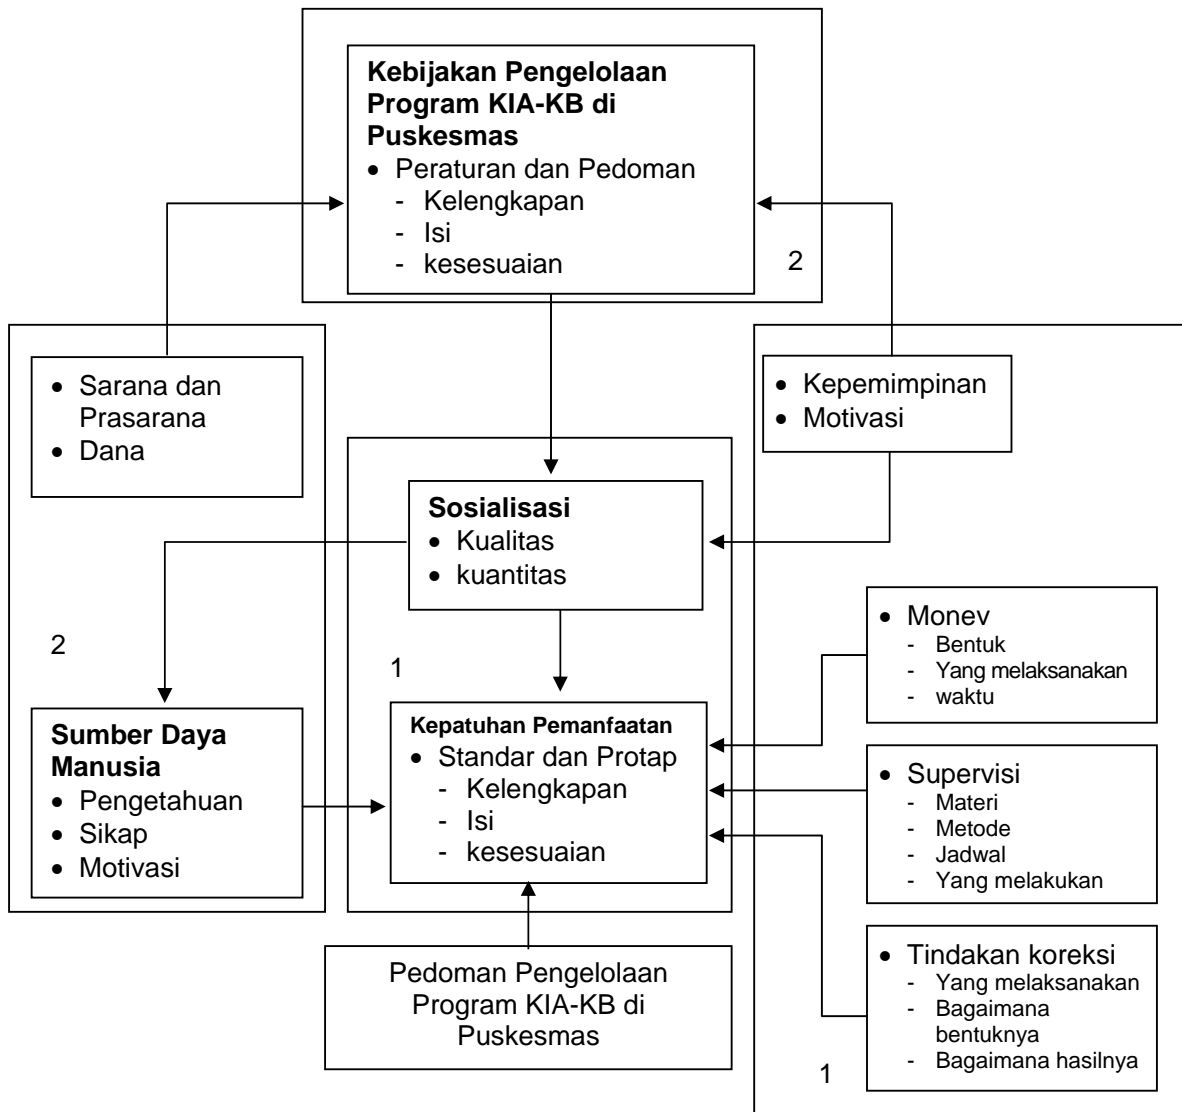 Kebijakan Pengelolaan
Program KIA-KB di
Puskesmas
• Peraturan dan Pedoman
- Kelengkapan
- Isi
- kesesuaian
2
• Sarana dan
Prasarana
• Dana
• Kepemimpinan
• Motivasi
Sosialisasi
• Kualitas
• kuantitas
2
1
• Monev
- Bentuk
- Yang melaksanakan
- waktu
Sumber Daya
Manusia
• Pengetahuan
• Sikap
• Motivasi
Kepatuhan Pemanfaatan
• Standar dan Protap
- Kelengkapan
- Isi
- kesesuaian
• Supervisi
- Materi
- Metode
- Jadwal
- Yang melakukan
Pedoman Pengelolaan
Program KIA-KB di
Puskesmas
• Tindakan koreksi
- Yang melaksanakan
- Bagaimana
bentuknya
- Bagaimana hasilnya
1